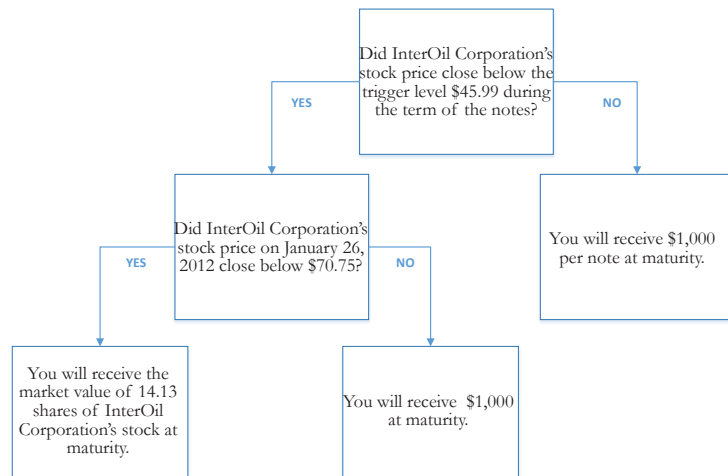 Did InterOil Corporation's
stock price close below the
trigger level $45.99 during
the term of the notes?
YES
NO
Did InterOil Corporation's
stock price on January 26,
2012 close below $70.75?
You will receive $1,000
per note at maturity.
YES
NO
You will receive the
market value of 14.13
shares of InterOil
Corporation's stock at
maturity.
You will receive $1,000
at maturity.